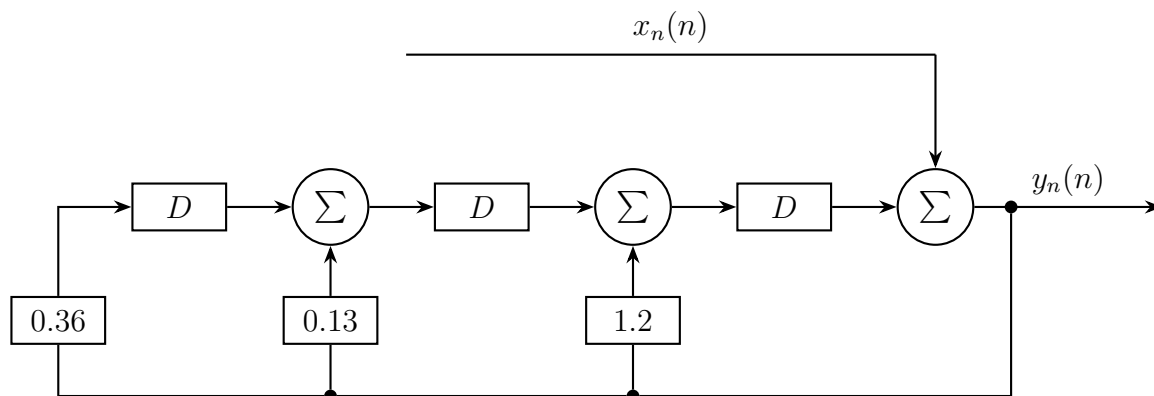 x_n(n)
D ∑ D ∑ D ∑ y_n(n)
0.36 0.13 1.2